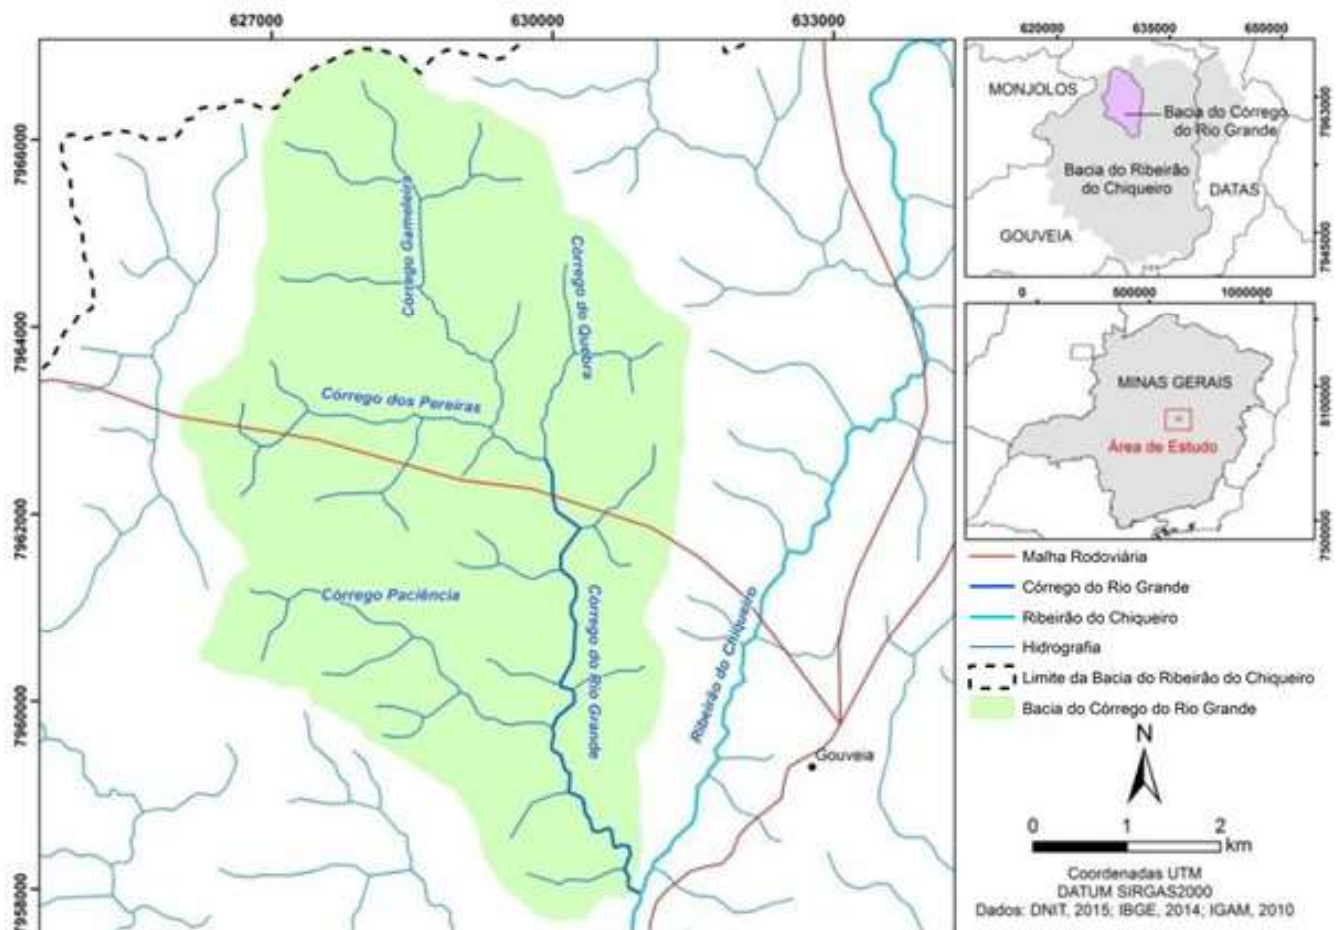 627000
630000
633000
7966000
7964000
7962000
7960000
7958000
Córrego Gameleira
Córrego do Quebra
Córrego dos Pereiras
Córrego Paciência
Córrego do Rio Grande
Ribeirão do Chiqueiro
Gouveia
620000
635000
650000
MONJOLOS
Bacia do Córrego
do Rio Grande
Bacia do Ribeirão
do Chiqueiro
DATAS
GOUVEIA
7963000
7945000
0
500000
1000000
MINAS GERAIS
Área de Estudo
8100000
7500000
Malha Rodoviária
Córrego do Rio Grande
Ribeirão do Chiqueiro
Hidrografia
Limite da Bacia do Ribeirão do Chiqueiro
Bacia do Córrego do Rio Grande
N
0 1 2
km
Coordenadas UTM
DATUM SIRGAS2000
Dados: DNIT, 2015; IBGE, 2014; IGAM, 2010